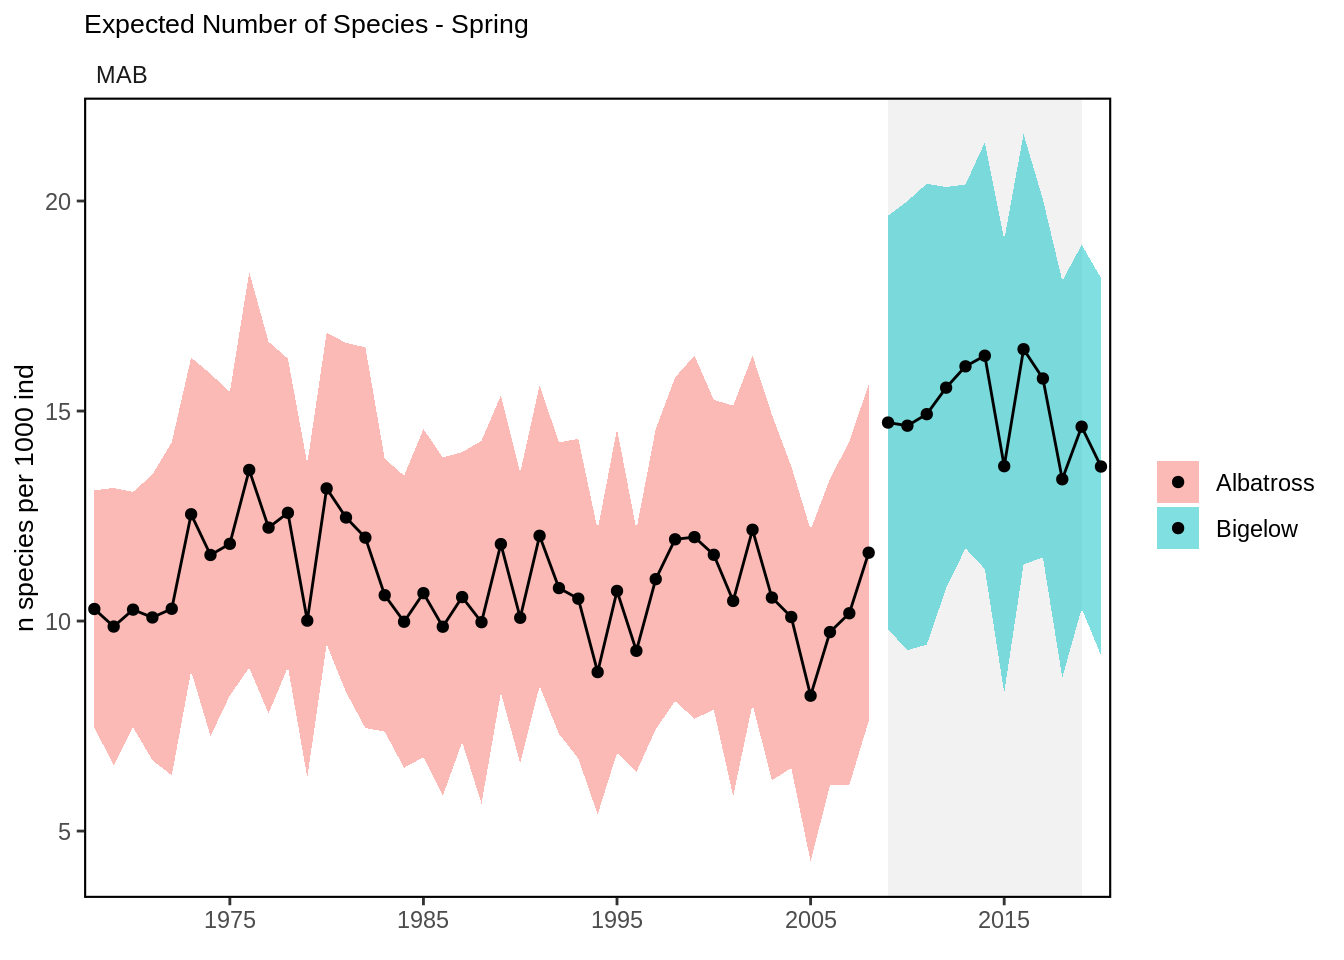 Expected Number of Species - Spring
MAB
n species per 1000 ind
20
15
10
5
1975
1985
1995
2005
2015
Albatross
Bigelow